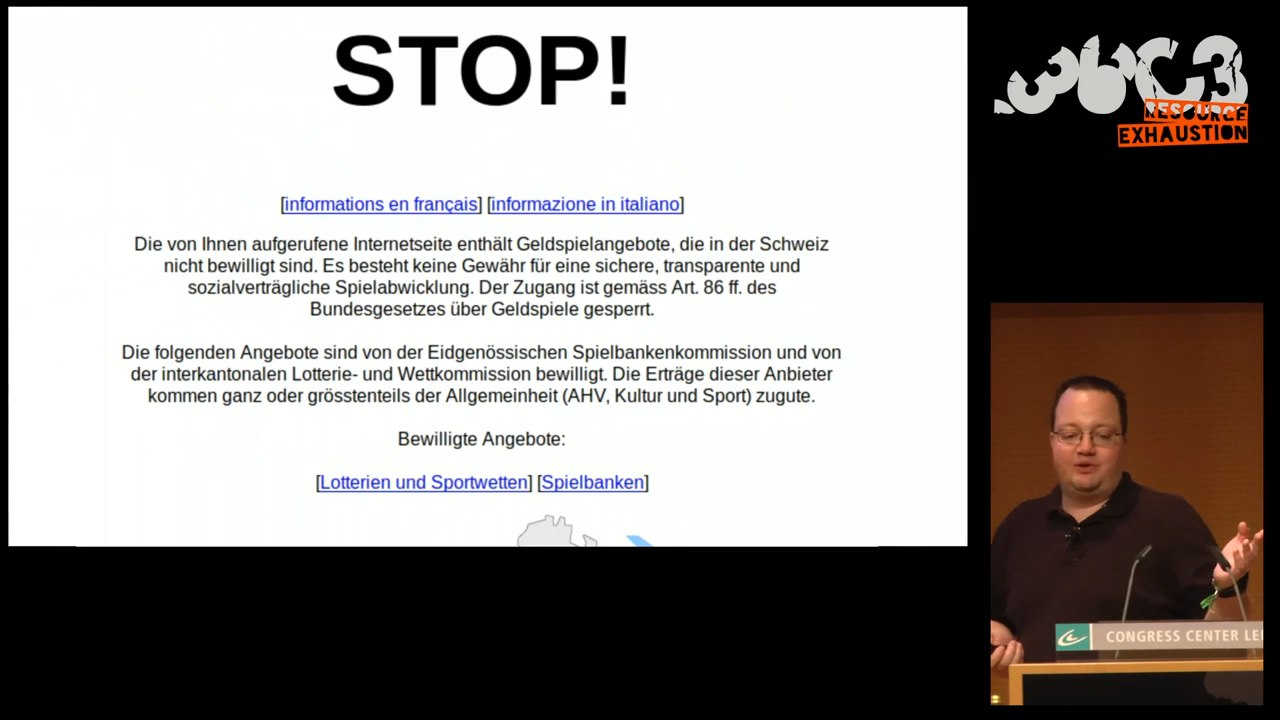 STOP!
[informations en français] [informazione in italiano]
Die von Ihnen aufgerufene Internetseite enthält Geldspielangebote, die in der Schweiz
nicht bewilligt sind. Es besteht keine Gewähr für eine sichere, transparente und
sozialverträgliche Spielabwicklung. Der Zugang ist gemäss Art. 86 ff. des
Bundesgesetzes über Geldspiele gesperrt.
Die folgenden Angebote sind von der Eidgenössischen Spielbankenkommission und von
der interkantonalen Lotterie- und Wettkommission bewilligt. Die Erträge dieser Anbieter
kommen ganz oder grösstenteils der Allgemeinheit (AHV, Kultur und Sport) zugute.
Bewilligte Angebote:
[Lotterien und Sportwetten] [Spielbanken]
36C3
RESOURCE
EXHAUSTION
CONGRESS CENTER LEI